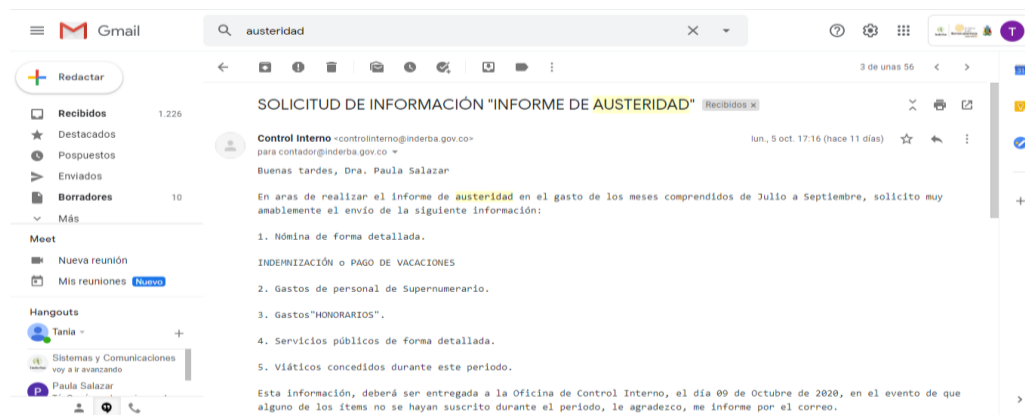 Gmail
austeridad
T
Redactar
3 de unas 56
Recibidos 1.226
Destacados
Pospuestos
Enviados
Borradores 10
Más
Meet
Nueva reunión
Mis reuniones Nuevo
Hangouts
Tania
Sistemas y Comunicaciones
voy a ir avanzando
P Paula Salazar
SOLICITUD DE INFORMACIÓN "INFORME DE AUSTERIDAD" Recibidos x
Control Interno <controlinterno@inderba.gov.co> lun., 5 oct. 17:16 (hace 11 días)
para contador@inderba.gov.co
Buenas tardes, Dra. Paula Salazar
En aras de realizar el informe de austeridad en el gasto de los meses comprendidos de Julio a Septiembre, solicito muy
amablemente el envío de la siguiente información:
1. Nómina de forma detallada.
INDEMNIZACIÓN o PAGO DE VACACIONES
2. Gastos de personal de Supernumerario.
3. Gastos"HONORARIOS".
4. Servicios públicos de forma detallada.
5. Viáticos concedidos durante este periodo.
Esta información, deberá ser entregada a la Oficina de Control Interno, el día 09 de Octubre de 2020, en el evento de que
alguno de los ítems no se hayan suscrito durante el periodo, le agradezco, me informe por el correo.